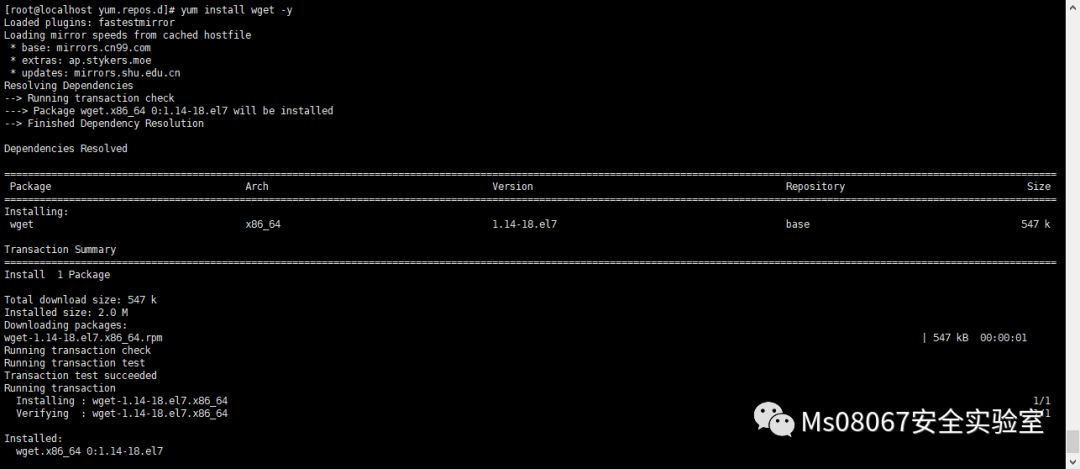 [root@localhost yum.repos.d]# yum install wget -y
Loaded plugins: fastestmirror
Loading mirror speeds from cached hostfile
 * base: mirrors.cn99.com
 * extras: ap.stykers.moe
 * updates: mirrors.shu.edu.cn
Resolving Dependencies
--> Running transaction check
---> Package wget.x86_64 0:1.14-18.el7 will be installed
--> Finished Dependency Resolution

Dependencies Resolved

================================================================================
 Package Arch Version Repository Size
================================================================================
Installing:
 wget x86_64 1.14-18.el7 base 547 k

Transaction Summary
================================================================================
Install  1 Package

Total download size: 547 k
Installed size: 2.0 M
Downloading packages:
wget-1.14-18.el7.x86_64.rpm | 547 kB  00:00:01
Running transaction check
Running transaction test
Transaction test succeeded
Running transaction
  Installing : wget-1.14-18.el7.x86_64 1/1
  Verifying  : wget-1.14-18.el7.x86_64 /1
Ms08067安全实验室

Installed:
  wget.x86_64 0:1.14-18.el7